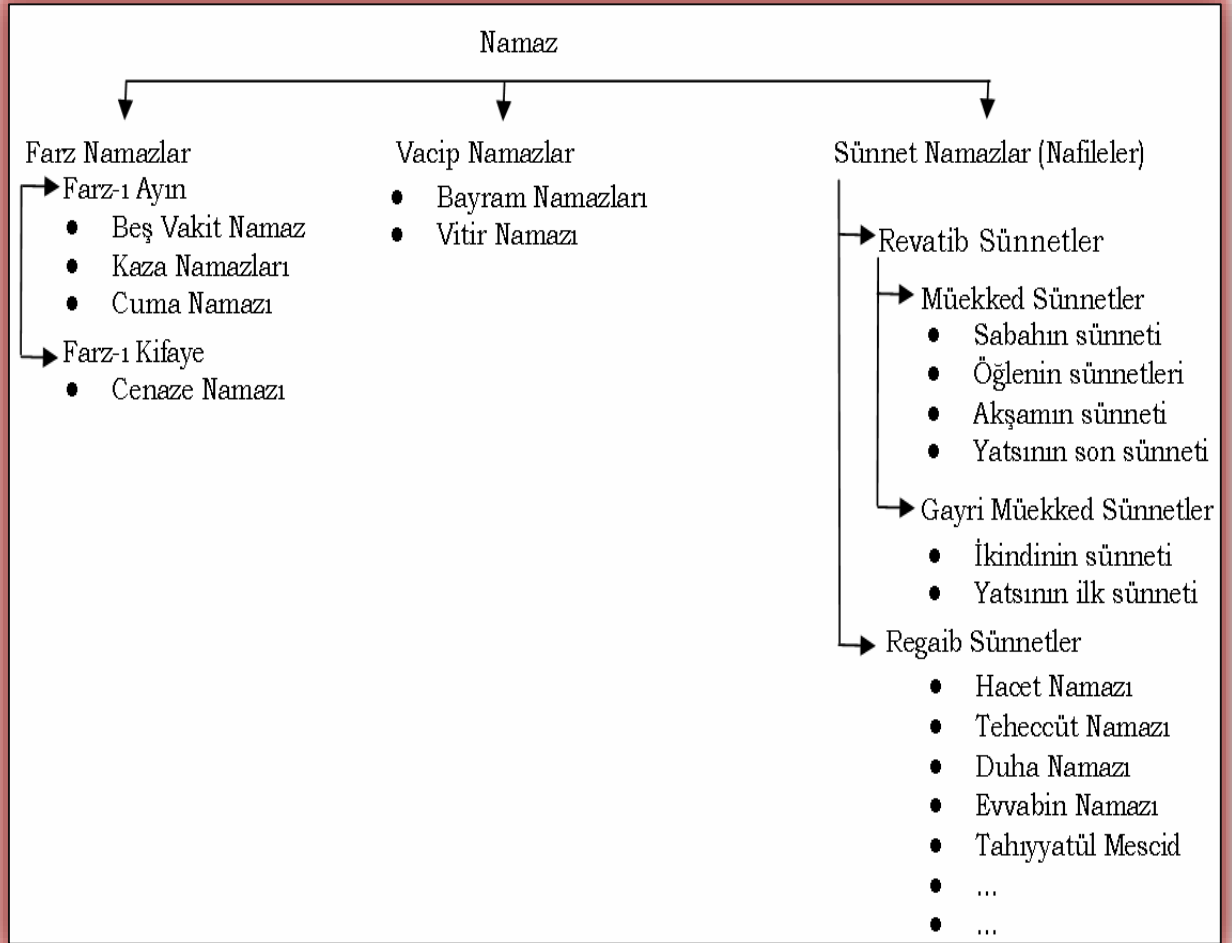 Namaz
Farz Namazlar
Farz-ı Ayın
• Beş Vakit Namaz
• Kaza Namazları
• Cuma Namazı
Farz-ı Kifaye
• Cenaze Namazı
Vacip Namazlar
• Bayram Namazları
• Vitir Namazı
Sünnet Namazlar (Nafileler)
Revatib Sünnetler
Müekked Sünnetler
• Sabahın sünneti
• Öğlenin sünnetleri
• Akşamın sünneti
• Yatsının son sünneti
Gayri Müekked Sünnetler
• İkindinin sünneti
• Yatsının ilk sünneti
Regaib Sünnetler
• Hacet Namazı
• Teheccüt Namazı
• Duha Namazı
• Evvabin Namazı
• Tahıyyatül Mescid
• ...
• ...